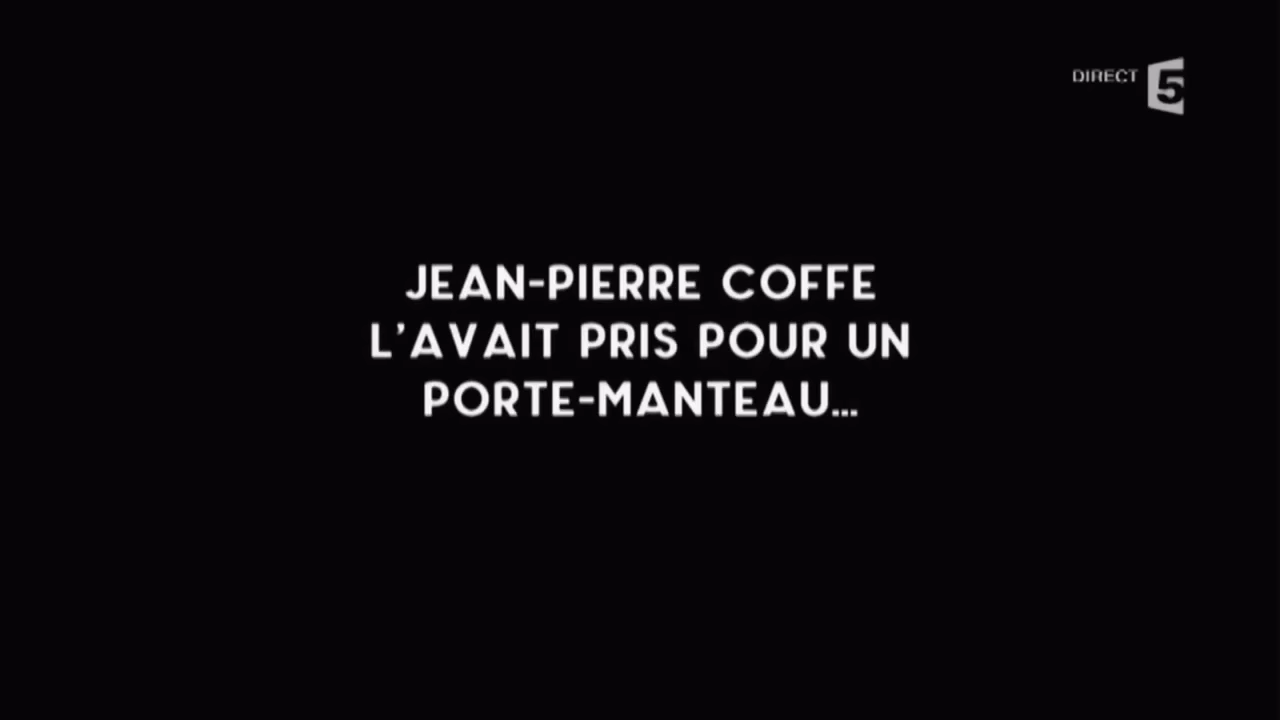 DIRECT 5
JEAN-PIERRE COFFE
L'AVAIT PRIS POUR UN
PORTE-MANTEAU...